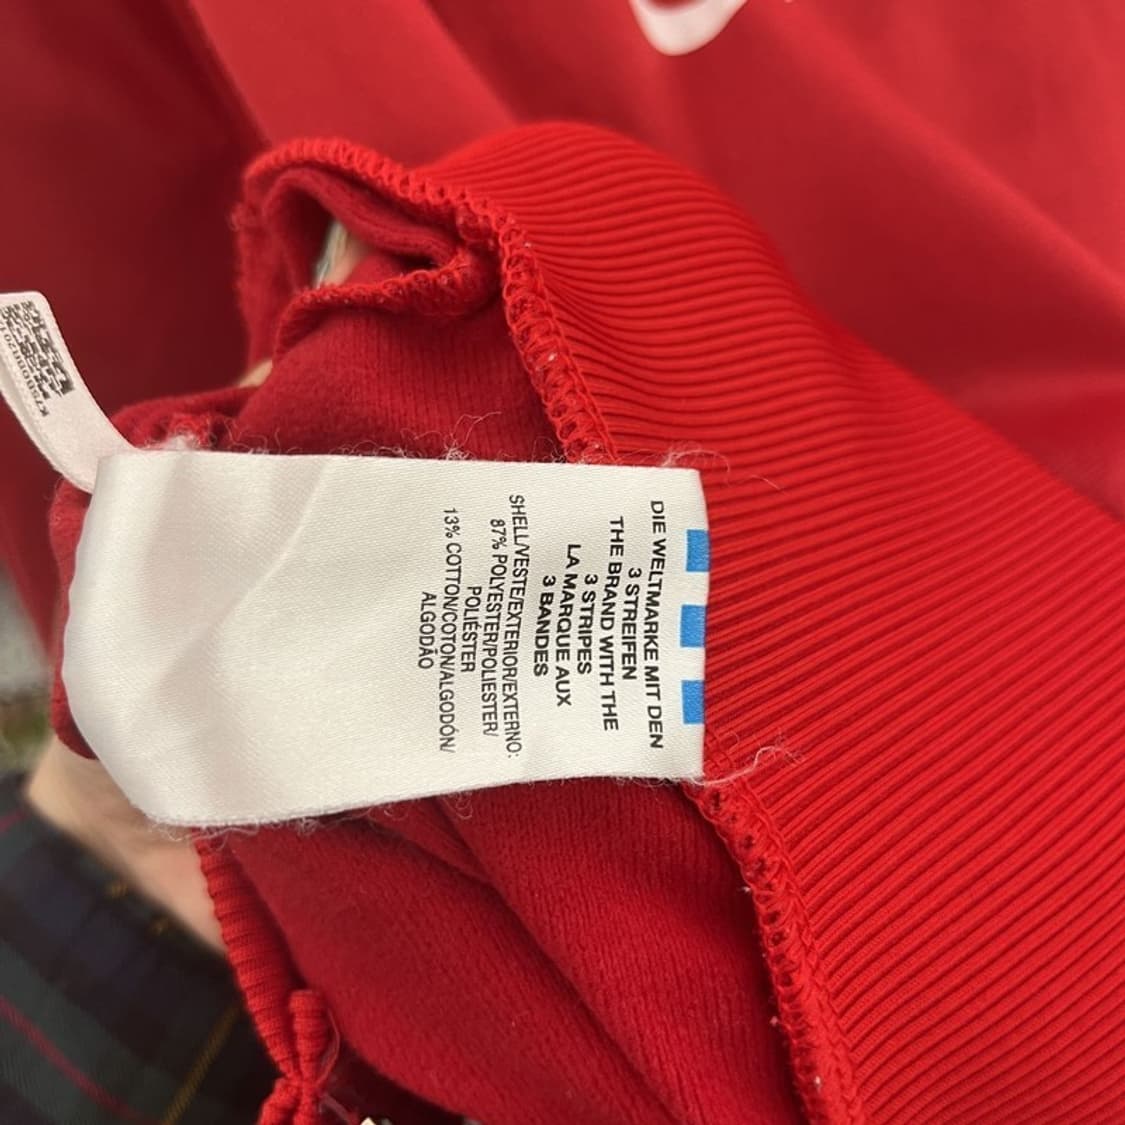 DIE WELTMARKE MIT DEN
3 STREIFEN
THE BRAND WITH THE
3 STRIPES
LA MARQUE AUX
3 BANDES
SHELL/VESTE/EXTERIOR/EXTERNO:
87% POLYESTER/POLIESTER/
POLIÉSTER
13% COTTON/COTON/ALGODÓN/
ALGODÃO